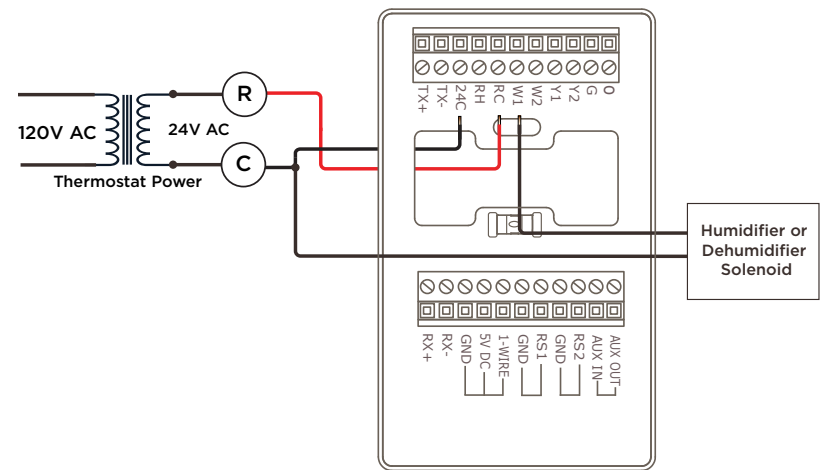 TX+
TX-
24C
RH
RC
W1
W2
Y1
Y2
G
O
R
120V AC
24V AC
C
Thermostat Power
Humidifier or
Dehumidifier
Solenoid
RX+
RX-
GND
5V DC
1-WIRE
GND
RS1
GND
RS2
AUX IN
AUX OUT